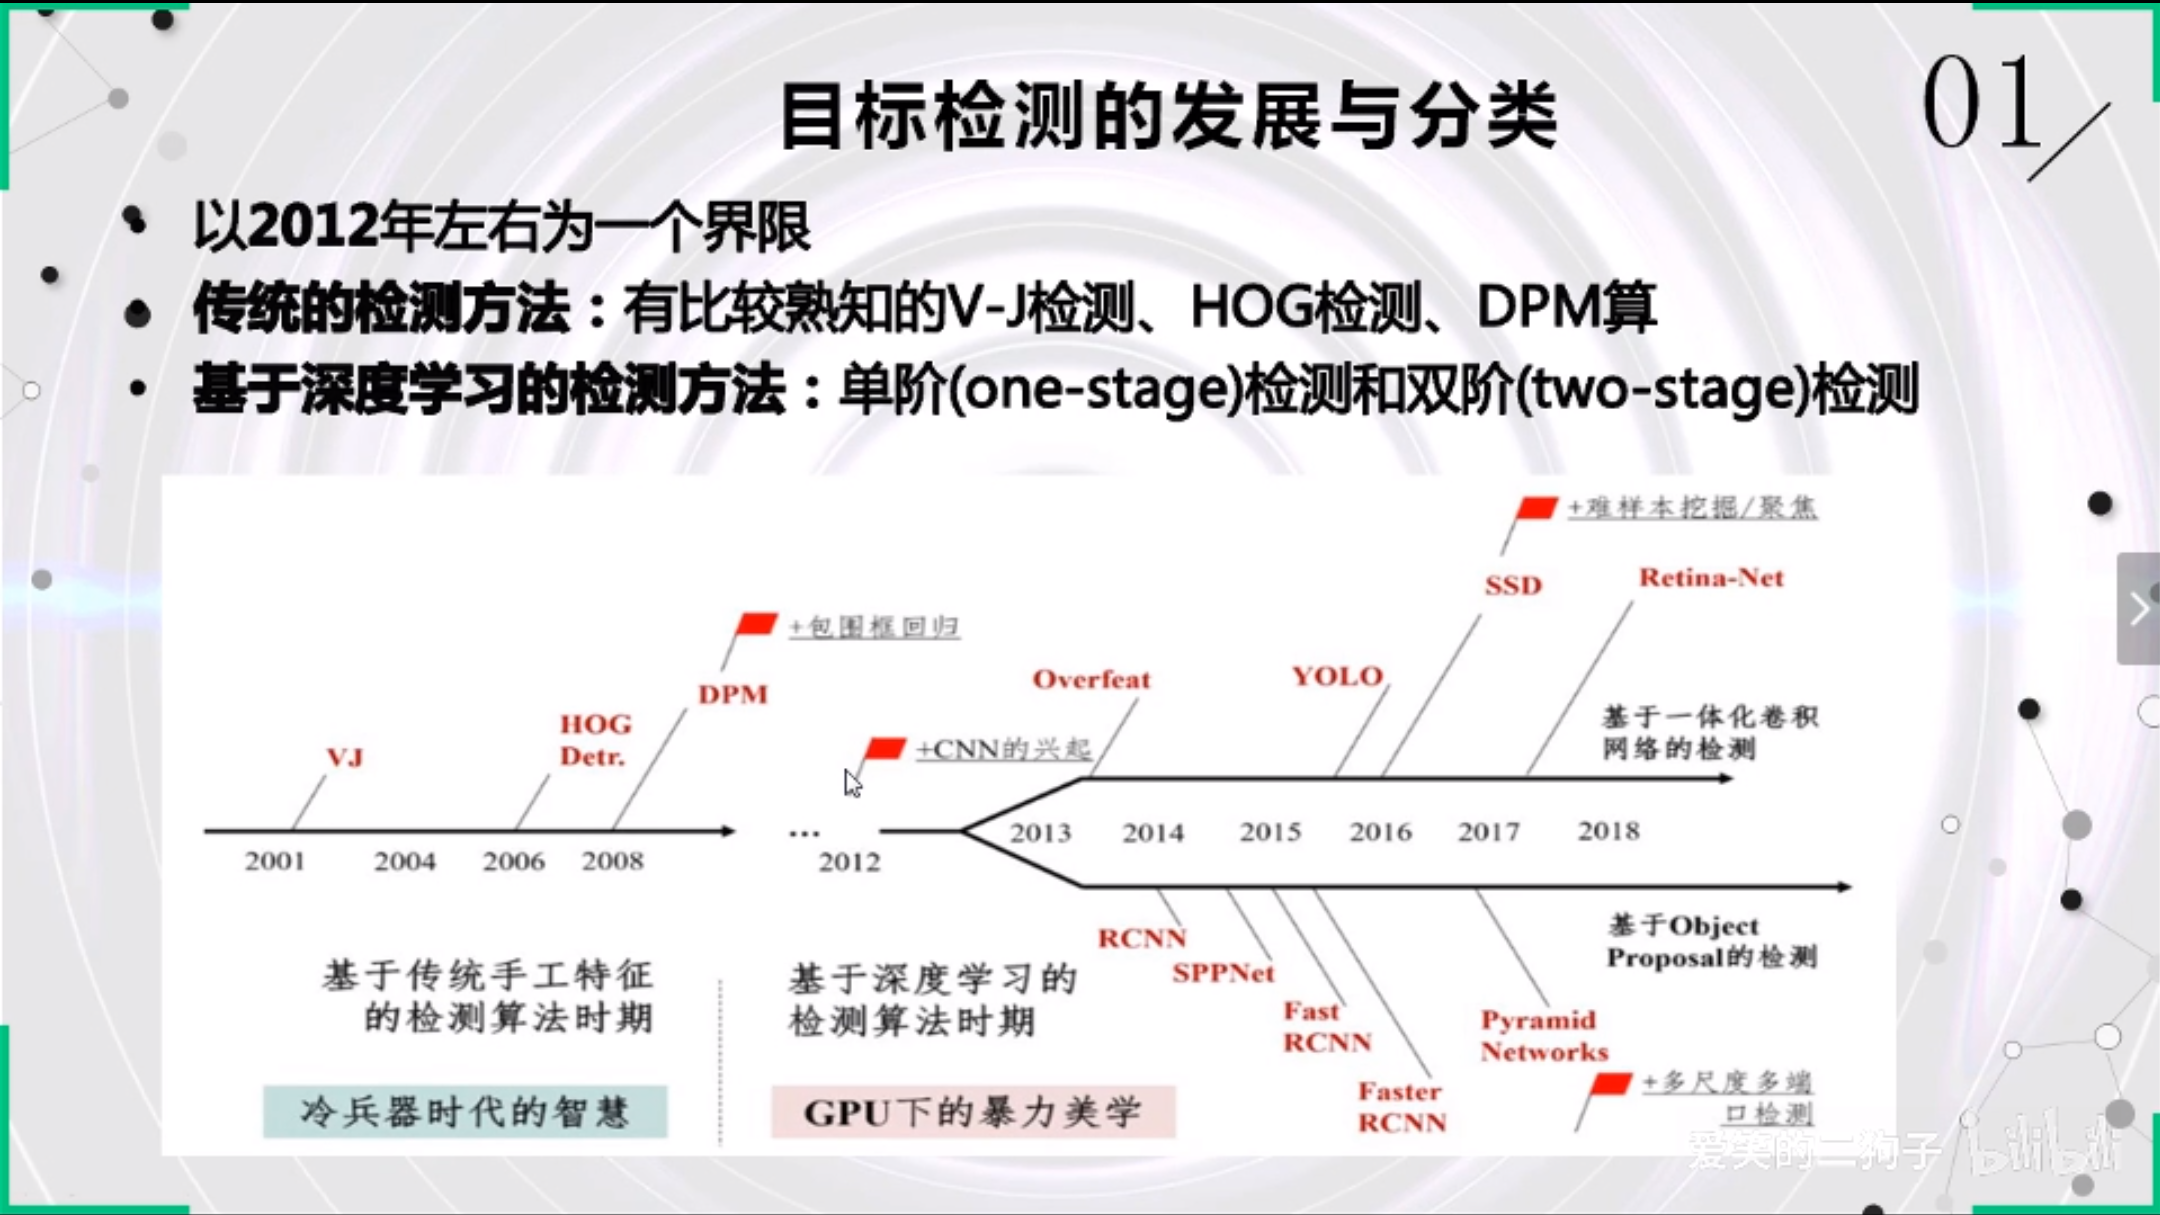 目标检测的发展与分类
01
以2012年左右为一个界限
传统的检测方法：有比较熟知的V-J检测、HOG检测、DPM算
基于深度学习的检测方法：单阶(one-stage)检测和双阶(two-stage)检测
+难样本挖掘/聚焦
SSD
Retina-Net
+包围框回归
DPM
Overfeat
YOLO
HOG
Detr.
VJ
+CNN的兴起
基于一体化卷积
网络的检测
2001
2004
2006
2008
...
2012
2013
2014
2015
2016
2017
2018
RCNN
SPPNet
Fast
RCNN
Faster
RCNN
Pyramid
Networks
基于Object
Proposal的检测
+多尺度多端
口检测
基于传统手工特征
的检测算法时期
基于深度学习的
检测算法时期
冷兵器时代的智慧
GPU下的暴力美学
爱笑的二狗子
bilibili